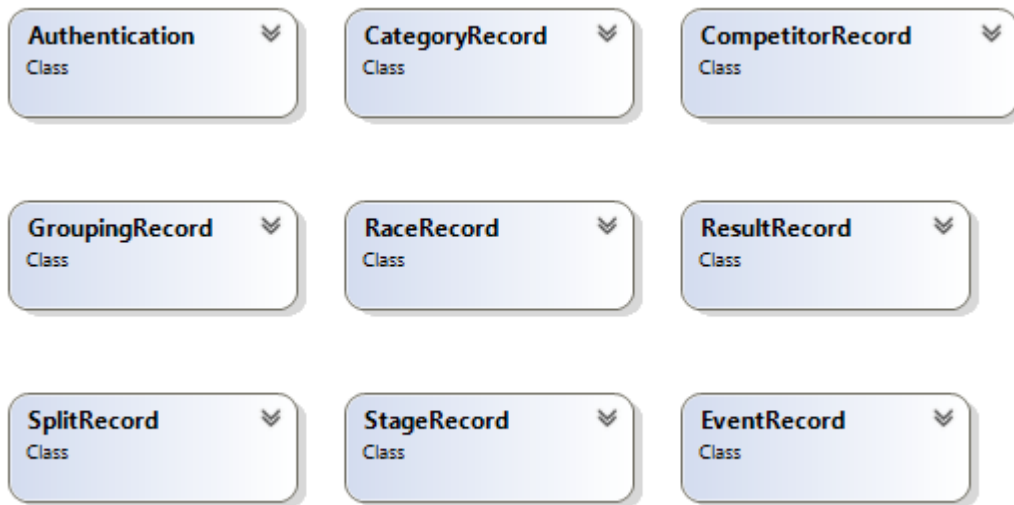 Authentication
Class
CategoryRecord
Class
CompetitorRecord
Class
GroupingRecord
Class
RaceRecord
Class
ResultRecord
Class
SplitRecord
Class
StageRecord
Class
EventRecord
Class